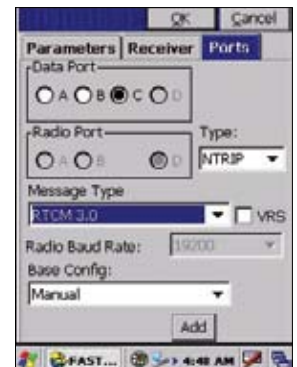 OK Cancel
Parameters Receiver Ports
Data Port
A B C D
Radio Port Type:
A B D NTRIP
Message Type
RTCM 3.0 VRS
Radio Baud Rate: 19200
Base Config:
Manual
Add
FAST... 4:48 AM